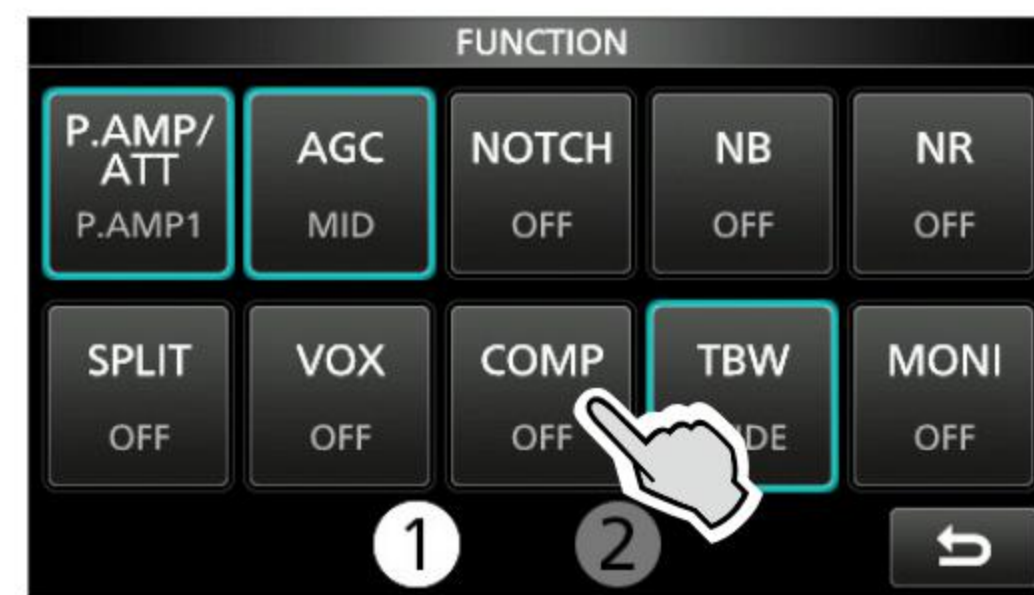 FUNCTION
P.AMP/
ATT
P.AMP1
AGC
MID
NOTCH
OFF
NB
OFF
NR
OFF
SPLIT
OFF
VOX
OFF
COMP
OFF
TBW
MONI
OFF
1
2